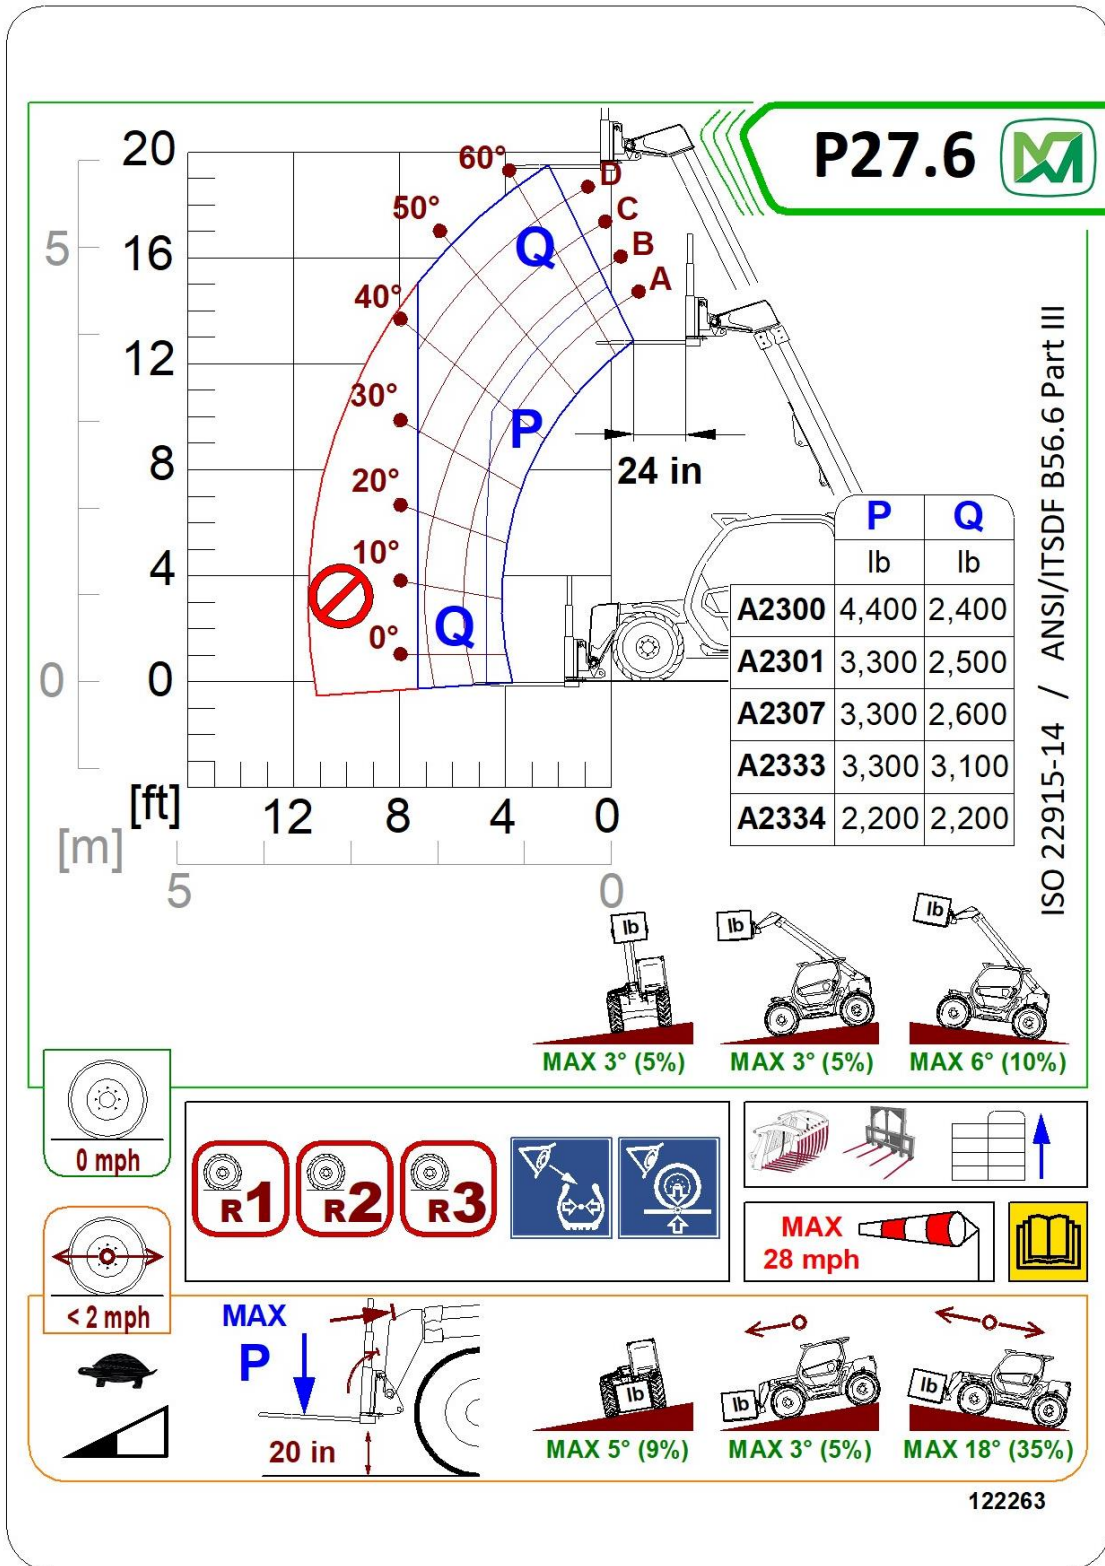 P27.6
20
16
12
8
4
0
5
0
[ft]
[m]
12 8 4 0
5 0
60°
50°
40°
30°
20°
10°
0°
D
C
B
A
Q
P
Q
24 in
P Q
lb lb
A2300 4,400 2,400
A2301 3,300 2,500
A2307 3,300 2,600
A2333 3,300 3,100
A2334 2,200 2,200
ISO 22915-14 / ANSI/ITSDF B56.6 Part III
lb
lb
lb
MAX 3° (5%)
MAX 3° (5%)
MAX 6° (10%)
0 mph
R1
R2
R3
MAX
28 mph
< 2 mph
MAX
P
20 in
lb
lb
lb
MAX 5° (9%)
MAX 3° (5%)
MAX 18° (35%)
122263